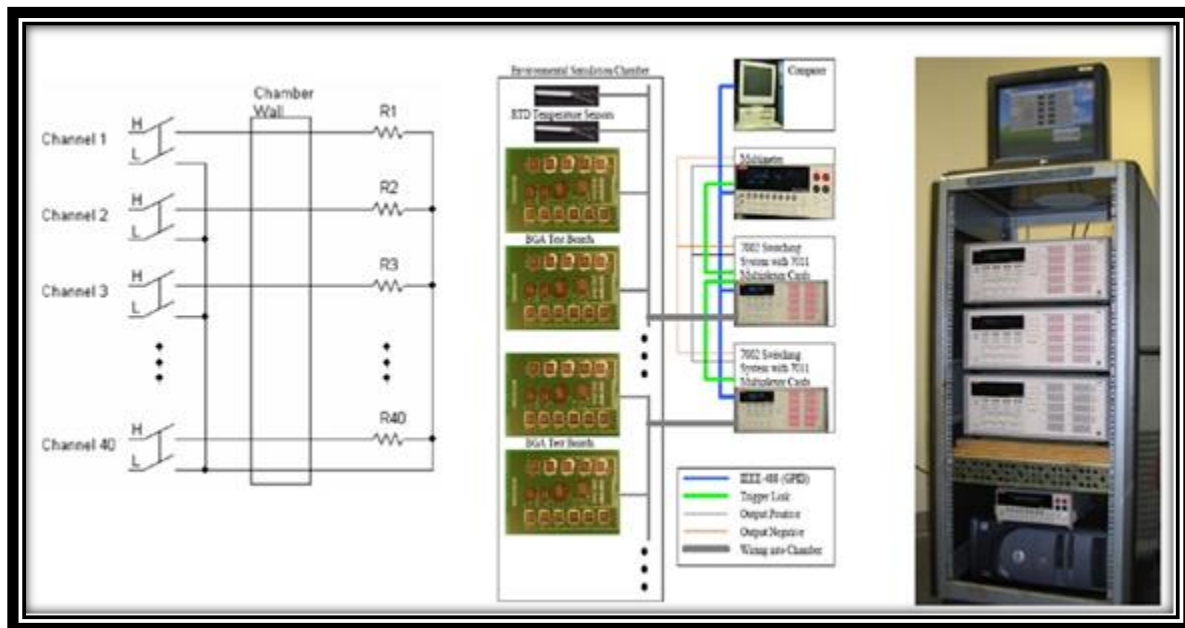 Chamber
Wall
Channel 1
H
L
R1
Channel 2
H
L
R2
Channel 3
H
L
R3
Channel 40
H
L
R40
Environmental Simulation Chamber
RTD Temperature Sensors
BGA Test Boards
BGA Test Boards
Computer
Multimeter
7002 Switching
System with 7011
Multiplexer Cards
7002 Switching
System with 7011
Multiplexer Cards
IEEE-488 (GPIB)
Trigger Link
Output Positive
Output Negative
Wiring into Chamber